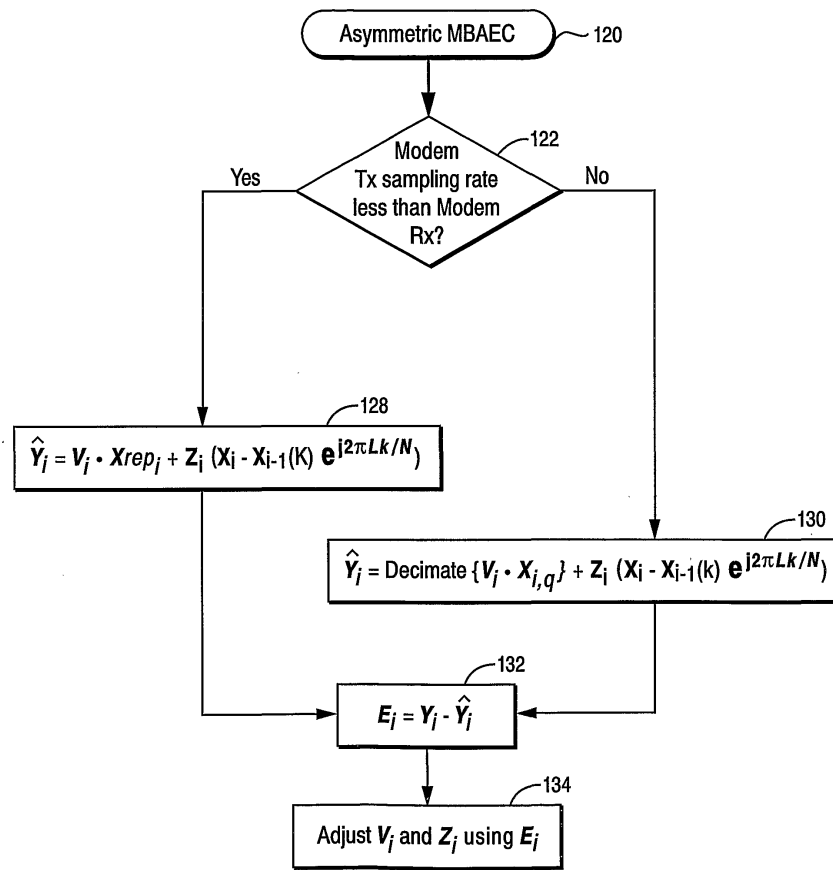 Asymmetric MBAEC
120
122
Modem
Tx sampling rate
less than Modem
Rx?
Yes
No
128
Ŷi = Vi • Xrepi + Zi (Xi - Xi-1(K) e^j2πLk/N)
130
Ŷi = Decimate {Vi • Xi,q} + Zi (Xi - Xi-1(k) e^j2πLk/N)
132
Ei = Yi - Ŷi
134
Adjust Vi and Zi using Ei